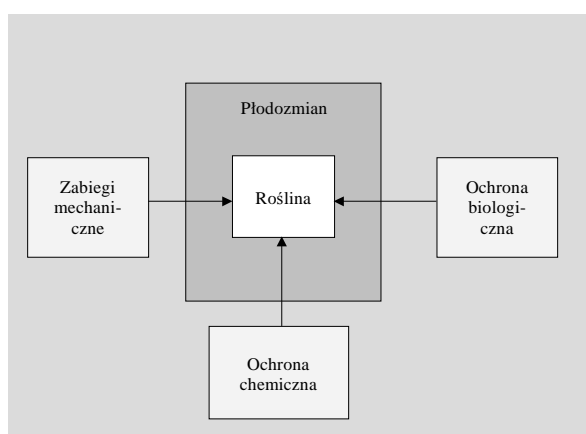 Płodozmian
Zabiegi
mechani-
czne
Roślina
Ochrona
biologi-
czna
Ochrona
chemiczna